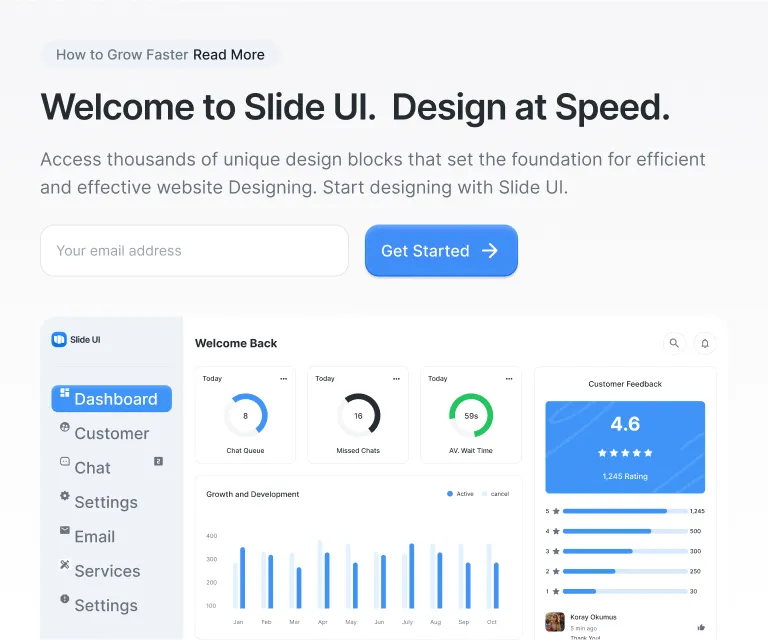 How to Grow Faster Read More
Welcome to Slide UI. Design at Speed.
Access thousands of unique design blocks that set the foundation for efficient
and effective website Designing. Start designing with Slide UI.
Your email address
Get Started
Slide UI
Dashboard
Customer
Chat 2
Settings
Email
Services
Settings
Welcome Back
Today
8
Chat Queue
Today
16
Missed Chats
Today
59s
AV. Wait Time
Growth and Development
Active cancel
400
300
200
100
Jan Feb Mar Apr May Jun July Aug Sep Oct
Customer Feedback
4.6
1,245 Rating
5 1,245
4 500
3 300
2 250
1 30
Koray Okumus
5 min ago
Thank You!